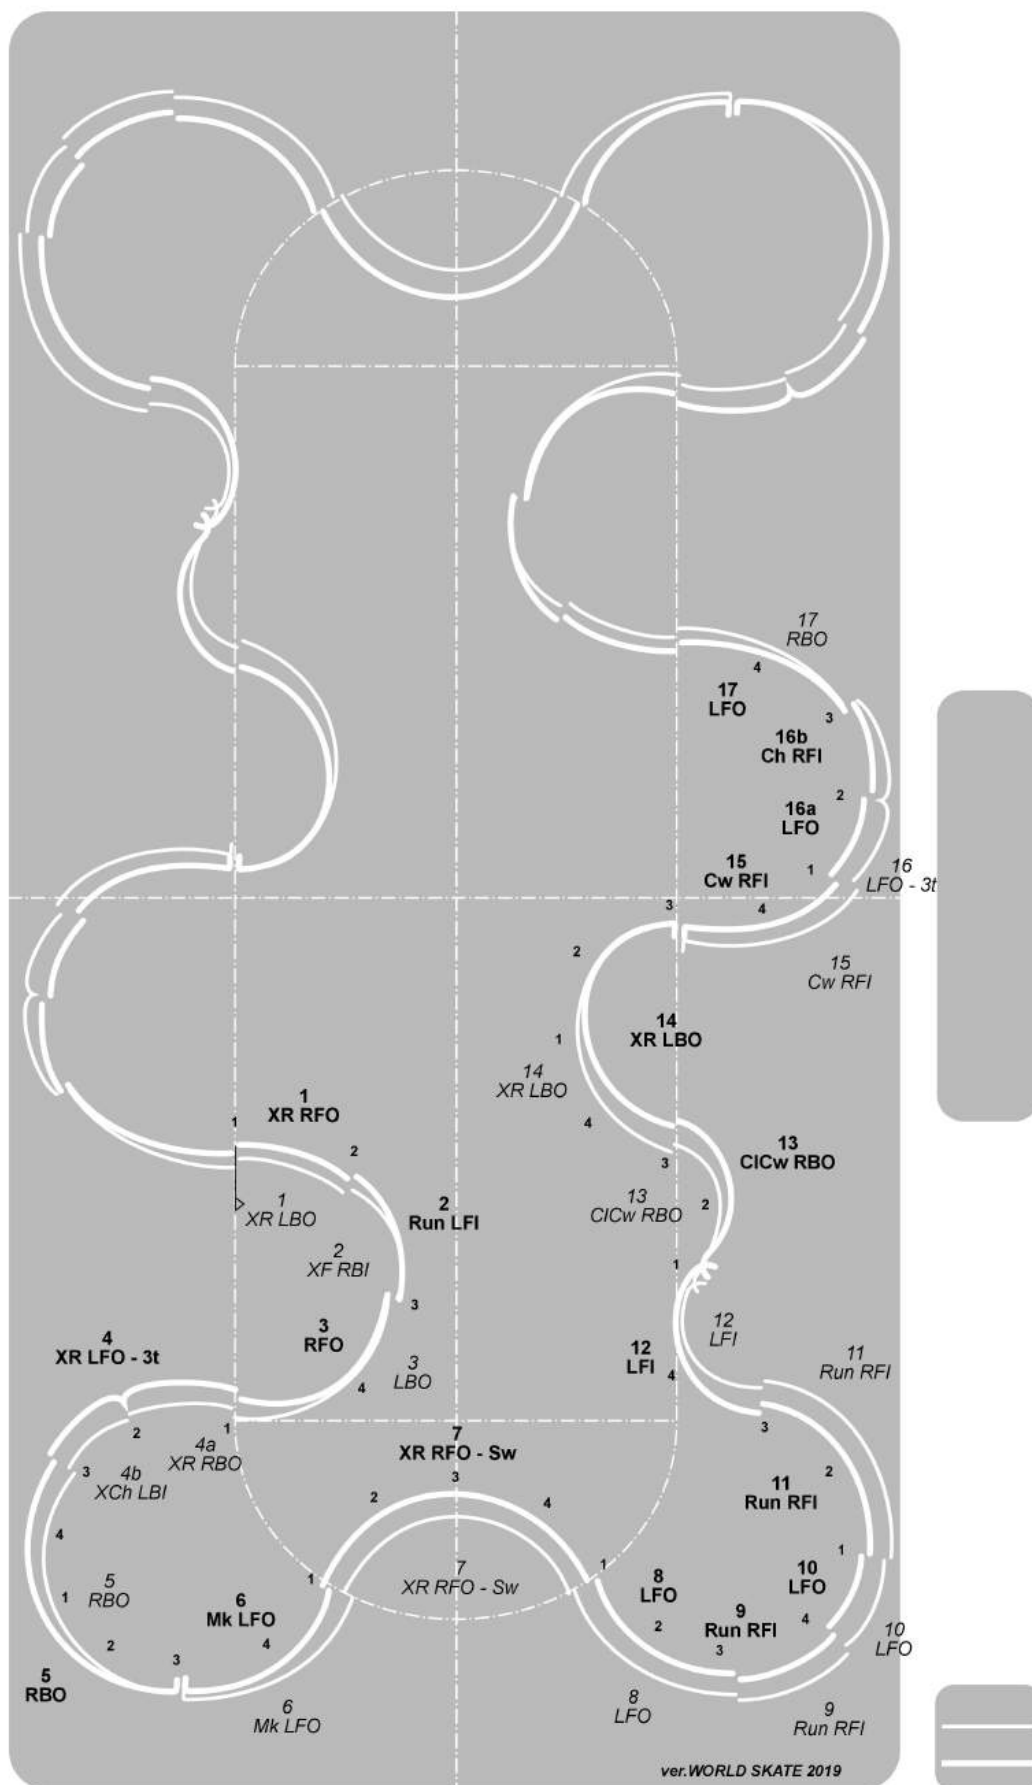 17
RBO
4
17
LFO
3
16b
Ch RFI
2
16a
LFO
15
Cw RFI
1
16
LFO - 3t
3
4
2
15
Cw RFI
14
XR LBO
1
14
XR LBO
4
1
XR RFO
1
2
3
13
ClCw RBO
13
ClCw RBO
2
1
XR LBO
2
Run LFI
2
XF RBI
1
3
3
RFO
12
LFI
12
LFI
4
XR LFO - 3t
3
LBO
4
4
11
Run RFI
2
1
4a
XR RBO
7
XR RFO - Sw
3
3
4b
XCh LBI
3
2
4
2
11
Run RFI
4
1
1
1
10
LFO
5
RBO
7
XR RFO - Sw
8
LFO
1
6
Mk LFO
9
Run RFI
4
2
4
2
3
3
10
LFO
5
RBO
6
Mk LFO
8
LFO
9
Run RFI
ver.WORLD SKATE 2019